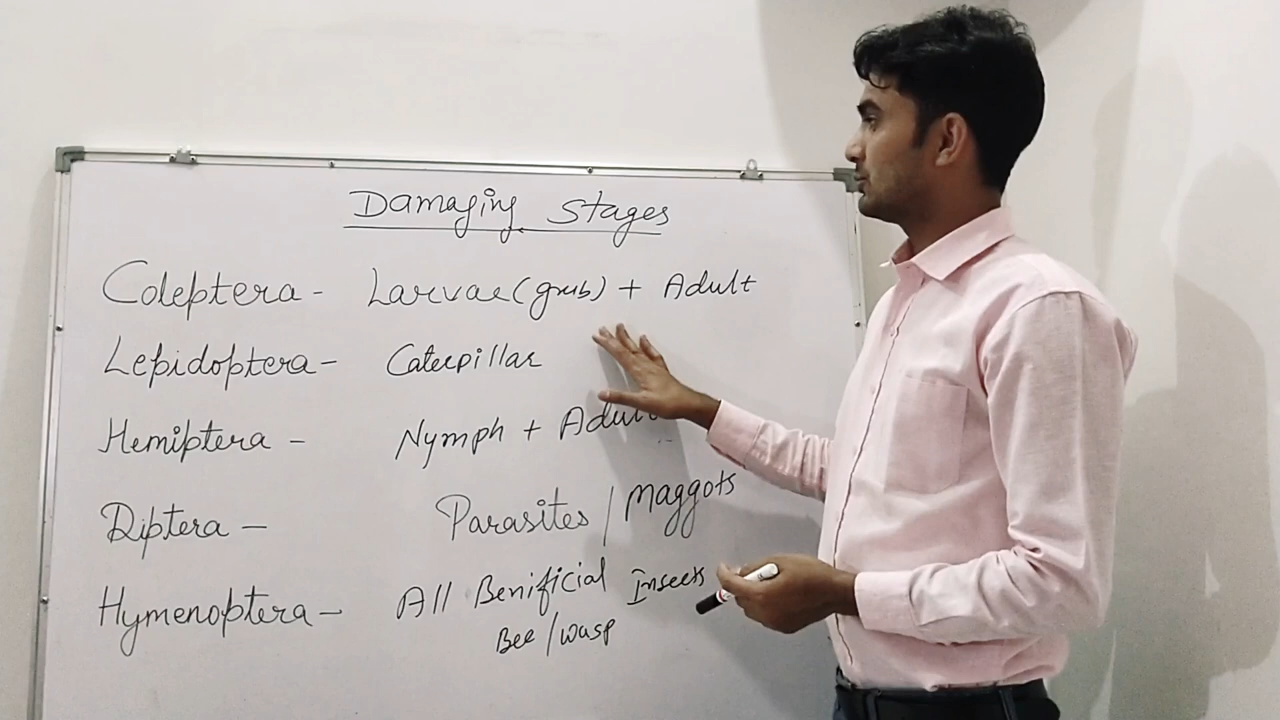 Damaging Stages
Coleptera - Larvae (grub) + Adult
Lepidoptera - Caterpillar
Hemiptera - Nymph + Adult
Diptera - Parasites / Maggots
Hymenoptera - All Benificial Insects
Bee / wasp